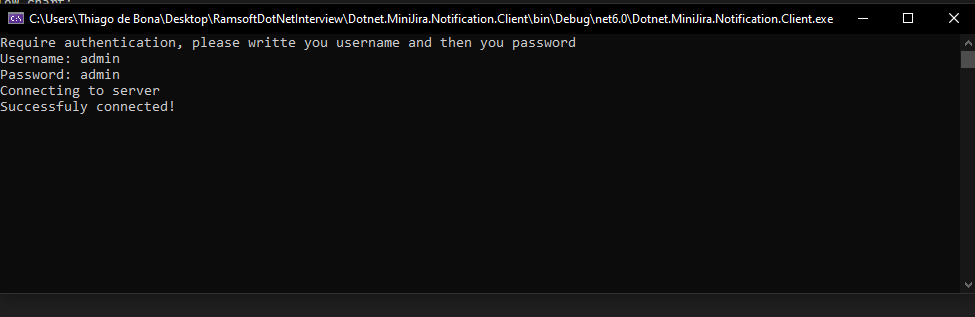 C:\Users\Thiago de Bona\Desktop\RamsoftDotNetInterview\Dotnet.MiniJira.Notification.Client\bin\Debug\net6.0\Dotnet.MiniJira.Notification.Client.exe
Require authentication, please writte you username and then you password
Username: admin
Password: admin
Connecting to server
Successfuly connected!